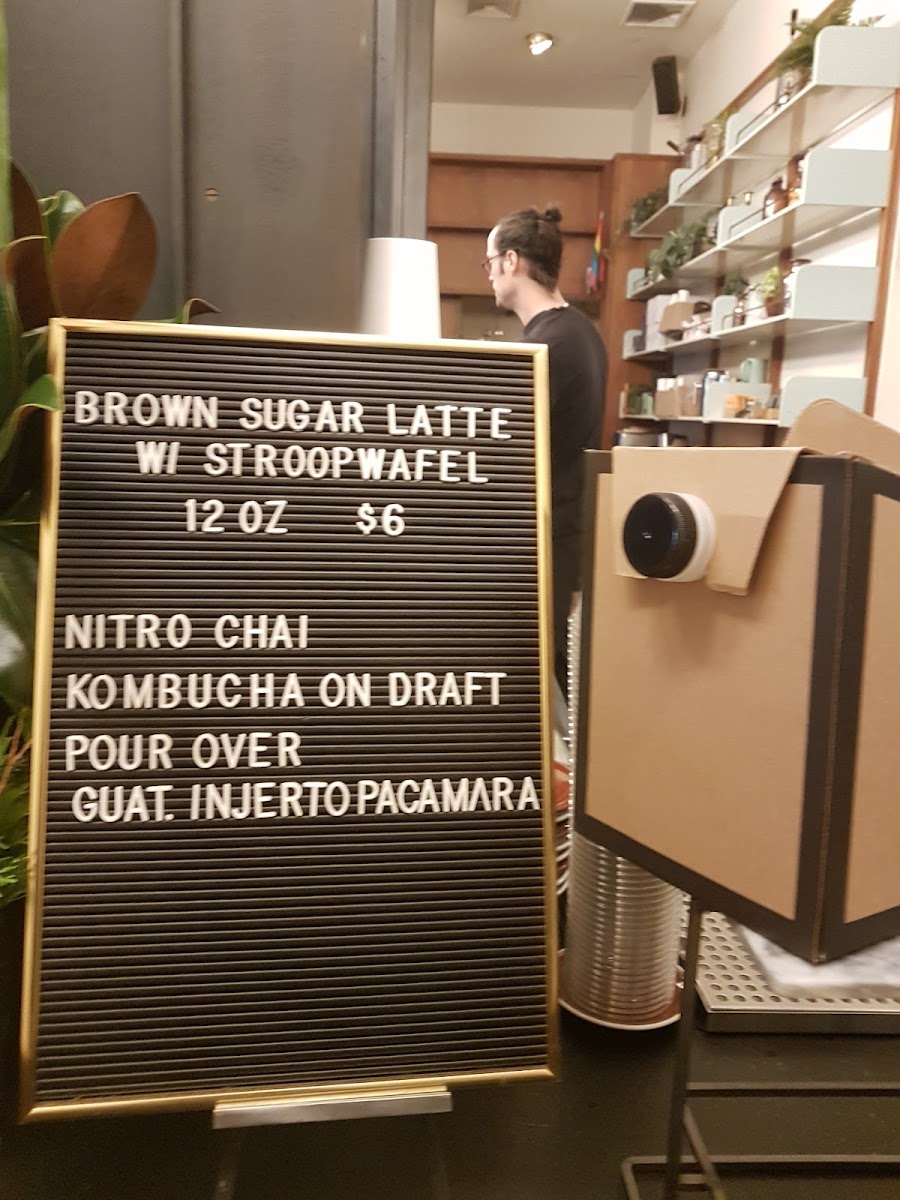 BROWN SUGAR LATTE
W/ STROOPWAFEL
12 OZ $6
NITRO CHAI
KOMBUCHA ON DRAFT
POUR OVER
GUAT. INJERTO PACAMARA